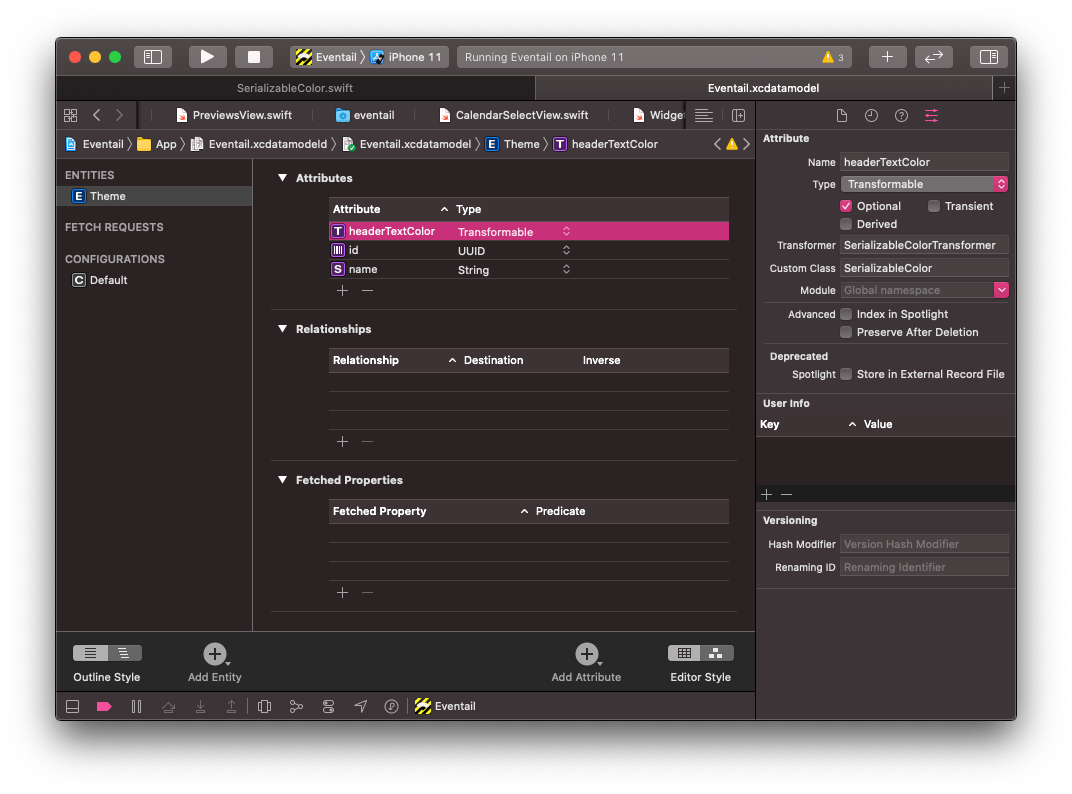 Eventail iPhone 11 Running Eventail on iPhone 11 3
SerializableColor.swift Eventail.xcdatamodel
PreviewsView.swift eventail CalendarSelectView.swift Widge
Eventail App Eventail.xcdatamodeld Eventail.xcdatamodel E Theme T headerTextColor
ENTITIES
E Theme
FETCH REQUESTS
CONFIGURATIONS
C Default
Attributes
Attribute Type
T headerTextColor Transformable
id UUID
S name String
Relationships
Relationship Destination Inverse
Fetched Properties
Fetched Property Predicate
Attribute
Name headerTextColor
Type Transformable
Optional Transient
Derived
Transformer SerializableColorTransformer
Custom Class SerializableColor
Module Global namespace
Advanced Index in Spotlight
Preserve After Deletion
Deprecated
Spotlight Store in External Record File
User Info
Key Value
Versioning
Hash Modifier Version Hash Modifier
Renaming ID Renaming Identifier
Outline Style Add Entity Add Attribute Editor Style
Eventail